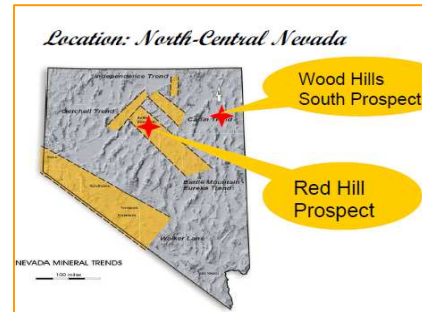 Location: North-Central Nevada
Wood Hills
South Prospect
Independence Trend
Getchell Trend
Carlin Trend
Red Hill
Prospect
Battle Mountain
Eureka Trend
Walker Lane
NEVADA MINERAL TRENDS
100 miles